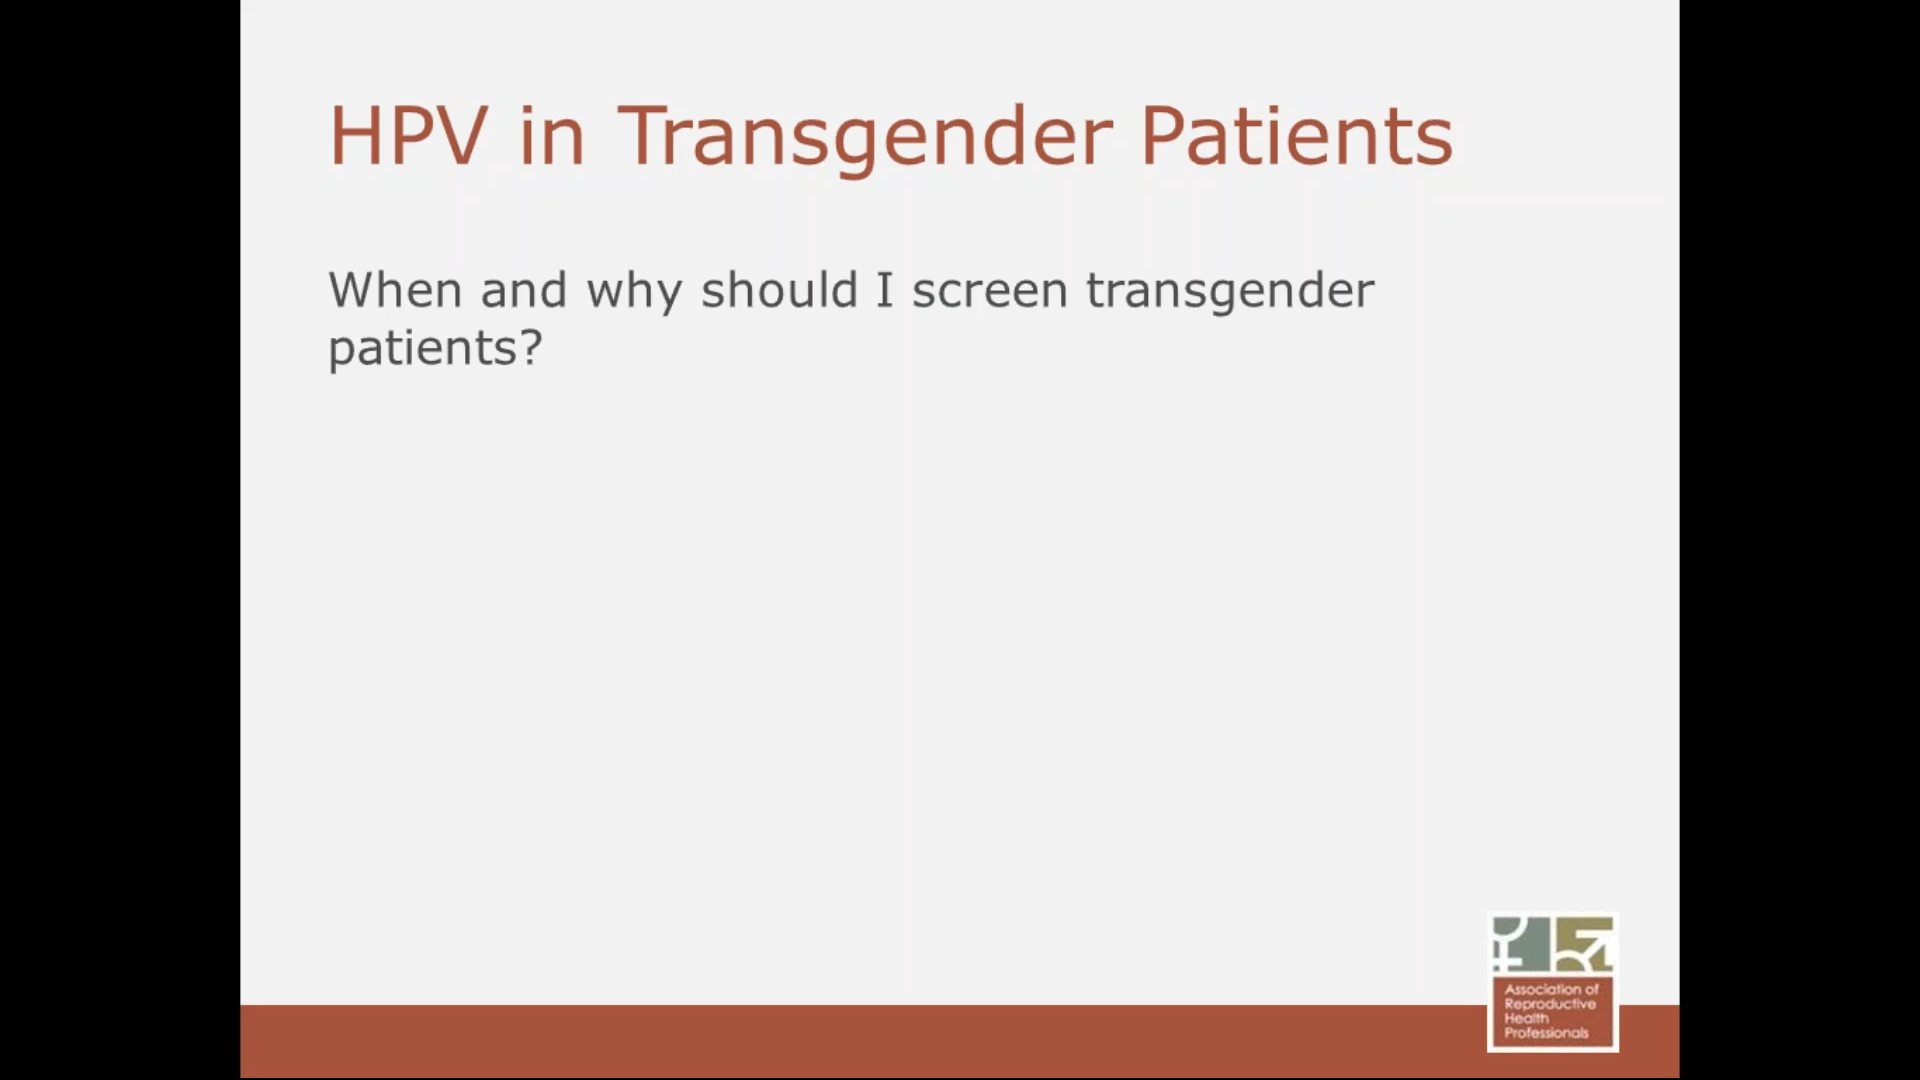 HPV in Transgender Patients
When and why should I screen transgender
patients?
Association of
Reproductive
Health
Professionals